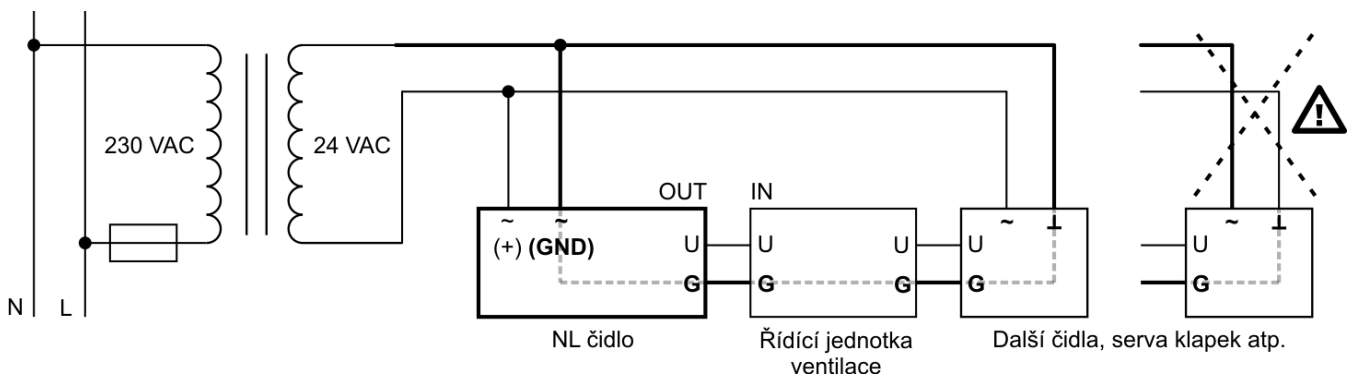 230 VAC
24 VAC
OUT
IN
~
~
~
⊥
~
⊥
(+) (GND)
U
U
U
U
U
G
G
G
G
G
N
L
NL čidlo
Řídící jednotka
ventilace
Další čidla, serva klapek atp.